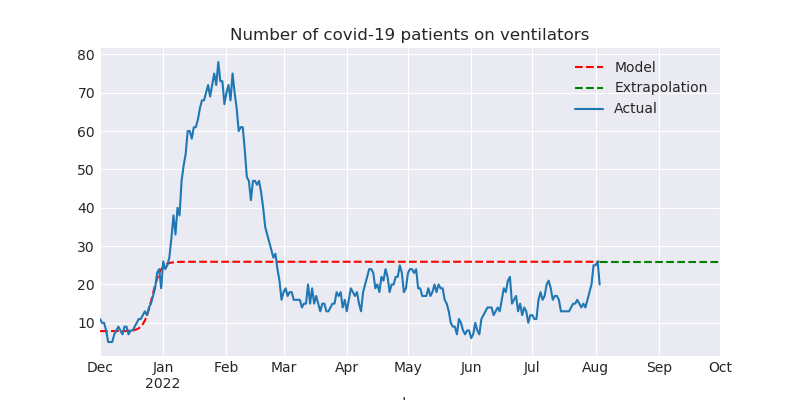 Number of covid-19 patients on ventilators
80
70
60
50
40
30
20
10
Model
Extrapolation
Actual
Dec Jan Feb Mar Apr May Jun Jul Aug Sep Oct
2022